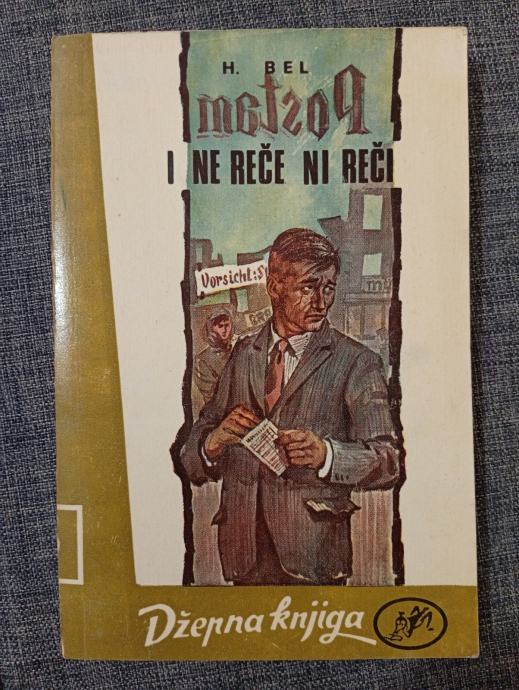 H. BEL
Postam
I NE REČE NI REČI
Vorsicht: S
Džepna knjiga